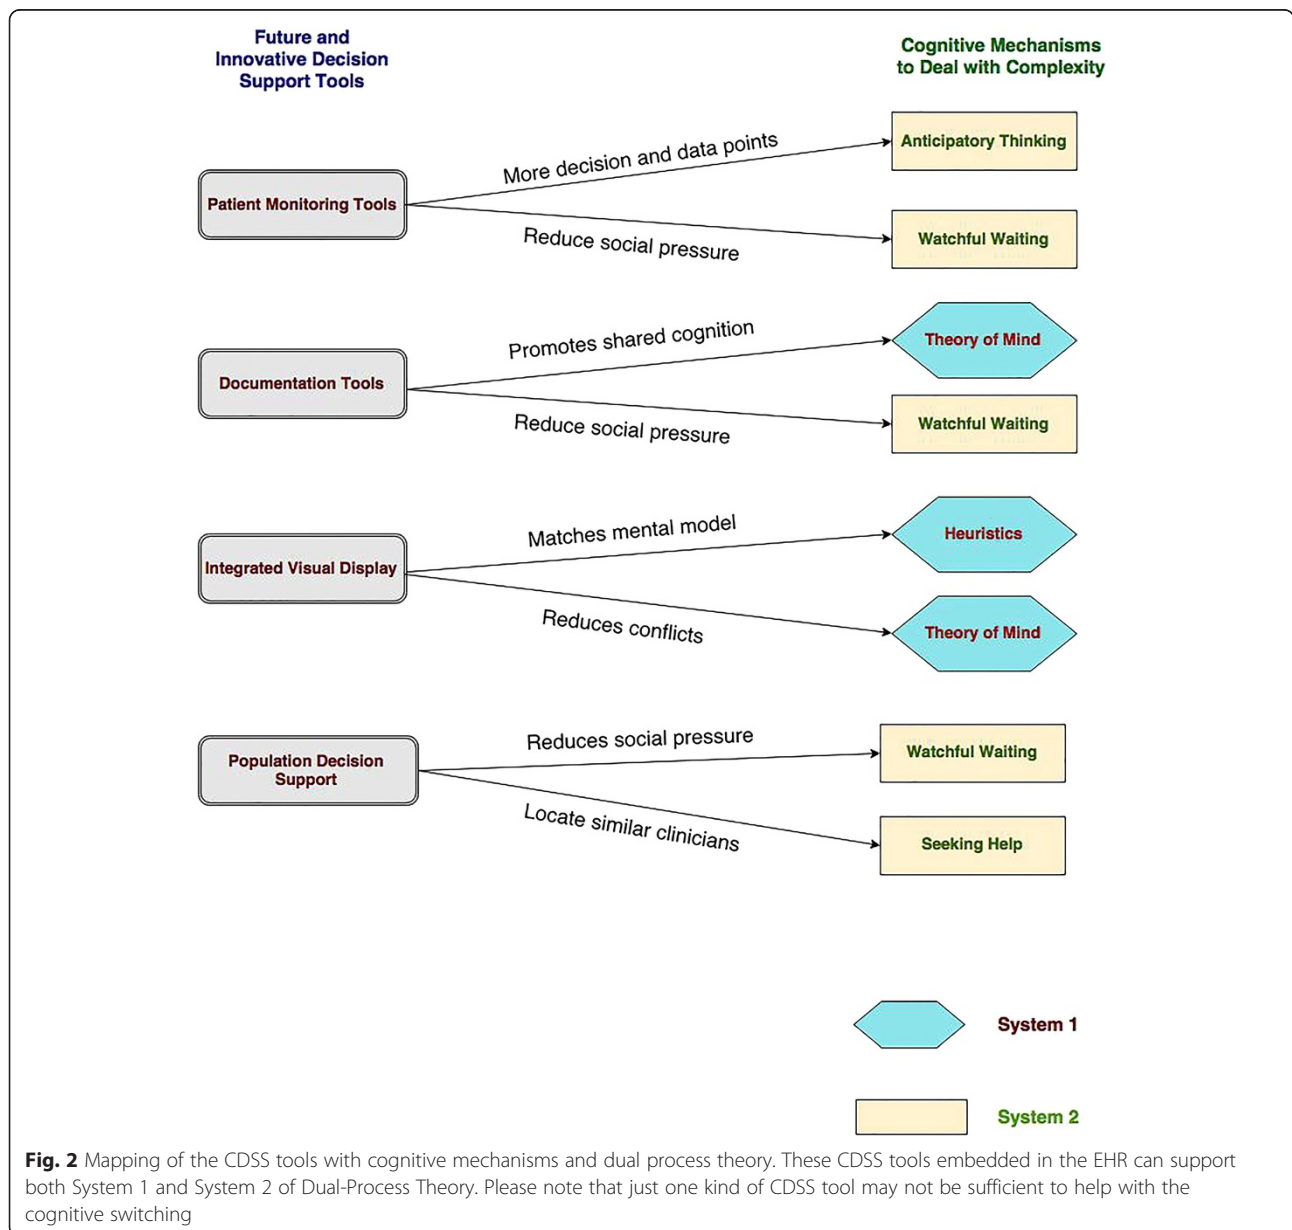 Future and
Innovative Decision
Support Tools
Cognitive Mechanisms
to Deal with Complexity
Patient Monitoring Tools
More decision and data points
Anticipatory Thinking
Reduce social pressure
Watchful Waiting
Documentation Tools
Promotes shared cognition
Theory of Mind
Reduce social pressure
Watchful Waiting
Integrated Visual Display
Matches mental model
Heuristics
Reduces conflicts
Theory of Mind
Population Decision
Support
Reduces social pressure
Watchful Waiting
Locate similar clinicians
Seeking Help
System 1
System 2
Fig. 2 Mapping of the CDSS tools with cognitive mechanisms and dual process theory. These CDSS tools embedded in the EHR can support
both System 1 and System 2 of Dual-Process Theory. Please note that just one kind of CDSS tool may not be sufficient to help with the
cognitive switching